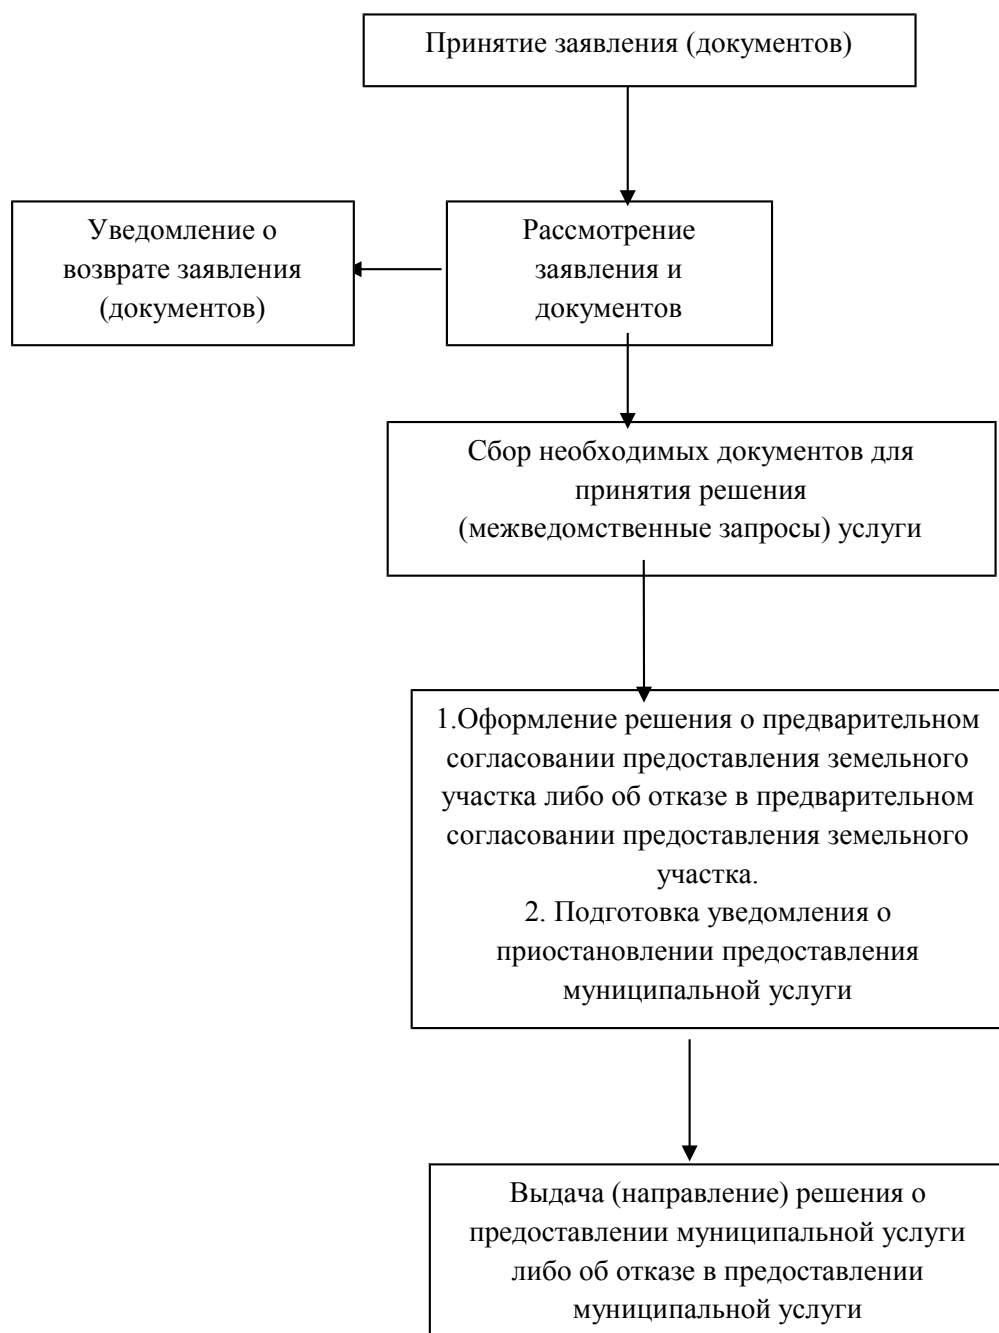 Принятие заявления (документов)
Уведомление о
возврате заявления
(документов)
Рассмотрение
заявления и
документов
Сбор необходимых документов для
принятия решения
(межведомственные запросы) услуги
1.Оформление решения о предварительном
согласовании предоставления земельного
участка либо об отказе в предварительном
согласовании предоставления земельного
участка.
2. Подготовка уведомления о
приостановлении предоставления
муниципальной услуги
Выдача (направление) решения о
предоставлении муниципальной услуги
либо об отказе в предоставлении
муниципальной услуги